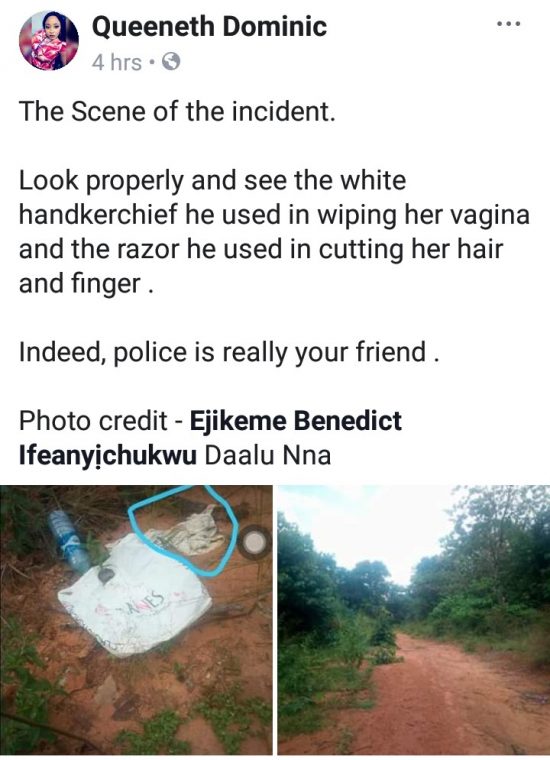 Queeneth Dominic
4 hrs
The Scene of the incident.
Look properly and see the white
handkerchief he used in wiping her vagina
and the razor he used in cutting her hair
and finger .
Indeed, police is really your friend .
Photo credit - Ejikeme Benedict
Ifeanyịchukwu Daalu Nna